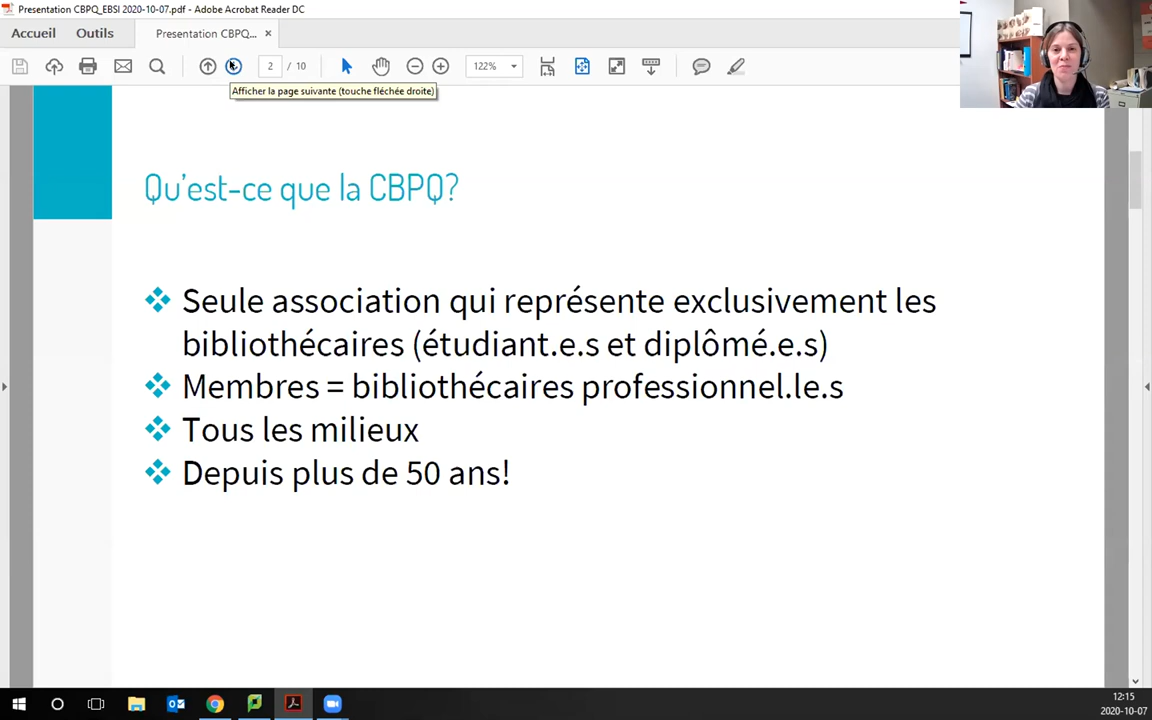 Presentation CBPQ_EBSI 2020-10-07.pdf - Adobe Acrobat Reader DC
Accueil Outils Presentation CBPQ... ×
2 / 10 122%
Afficher la page suivante (touche fléchée droite)
Qu'est-ce que la CBPQ?
Seule association qui représente exclusivement les
bibliothécaires (étudiant.e.s et diplômé.e.s)
Membres = bibliothécaires professionnel.le.s
Tous les milieux
Depuis plus de 50 ans!
12:15
2020-10-07